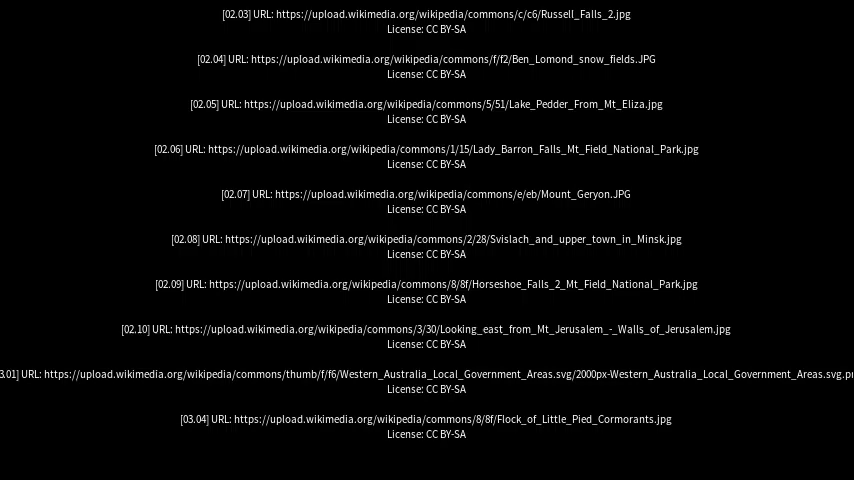 [02.03] URL: https://upload.wikimedia.org/wikipedia/commons/c/c6/Russell_Falls_2.jpg
License: CC BY-SA
[02.04] URL: https://upload.wikimedia.org/wikipedia/commons/f/f2/Ben_Lomond_snow_fields.JPG
License: CC BY-SA
[02.05] URL: https://upload.wikimedia.org/wikipedia/commons/5/51/Lake_Pedder_From_Mt_Eliza.jpg
License: CC BY-SA
[02.06] URL: https://upload.wikimedia.org/wikipedia/commons/1/15/Lady_Barron_Falls_Mt_Field_National_Park.jpg
License: CC BY-SA
[02.07] URL: https://upload.wikimedia.org/wikipedia/commons/e/eb/Mount_Geryon.JPG
License: CC BY-SA
[02.08] URL: https://upload.wikimedia.org/wikipedia/commons/2/28/Svislach_and_upper_town_in_Minsk.jpg
License: CC BY-SA
[02.09] URL: https://upload.wikimedia.org/wikipedia/commons/8/8f/Horseshoe_Falls_2_Mt_Field_National_Park.jpg
License: CC BY-SA
[02.10] URL: https://upload.wikimedia.org/wikipedia/commons/3/30/Looking_east_from_Mt_Jerusalem_-_Walls_of_Jerusalem.jpg
License: CC BY-SA
3.01] URL: https://upload.wikimedia.org/wikipedia/commons/thumb/f/f6/Western_Australia_Local_Government_Areas.svg/2000px-Western_Australia_Local_Government_Areas.svg.p
License: CC BY-SA
[03.04] URL: https://upload.wikimedia.org/wikipedia/commons/8/8f/Flock_of_Little_Pied_Cormorants.jpg
License: CC BY-SA